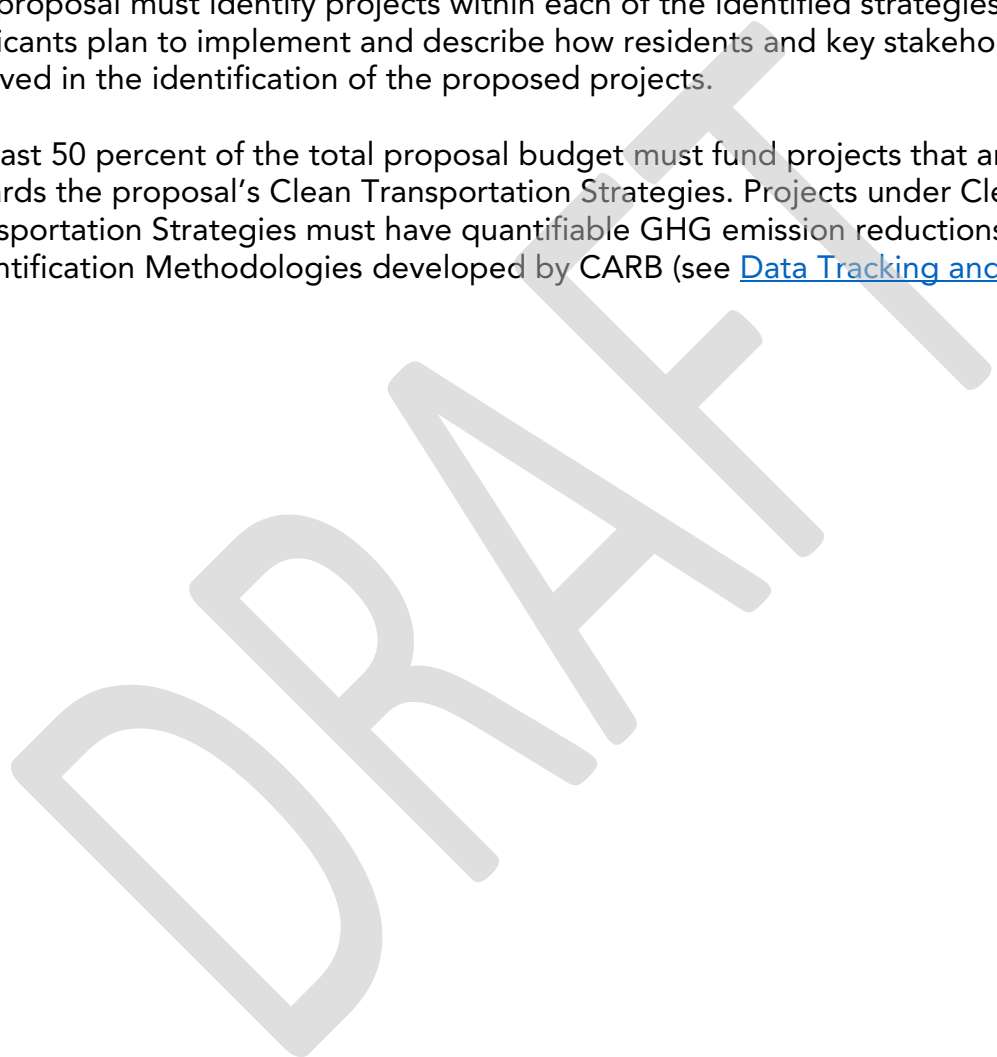 proposal must identify projects within each of the identified strategies
icants plan to implement and describe how residents and key stakeho
ved in the identification of the proposed projects.
ast 50 percent of the total proposal budget must fund projects that ar
rds the proposal's Clean Transportation Strategies. Projects under Cle
sportation Strategies must have quantifiable GHG emission reductions
ntification Methodologies developed by CARB (see Data Tracking and
DRAFT